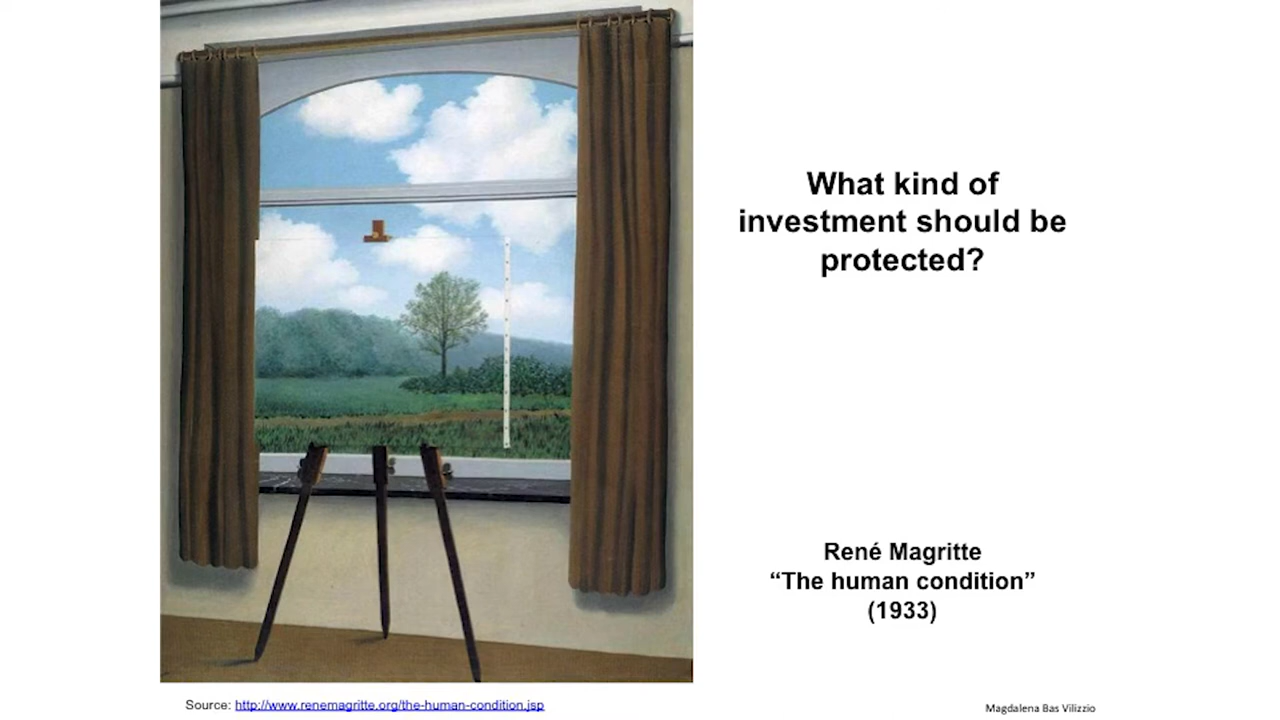 What kind of
investment should be
protected?
René Magritte
“The human condition”
(1933)
Source: http://www.renemagritte.org/the-human-condition.jsp
Magdalena Bas Vilizzio